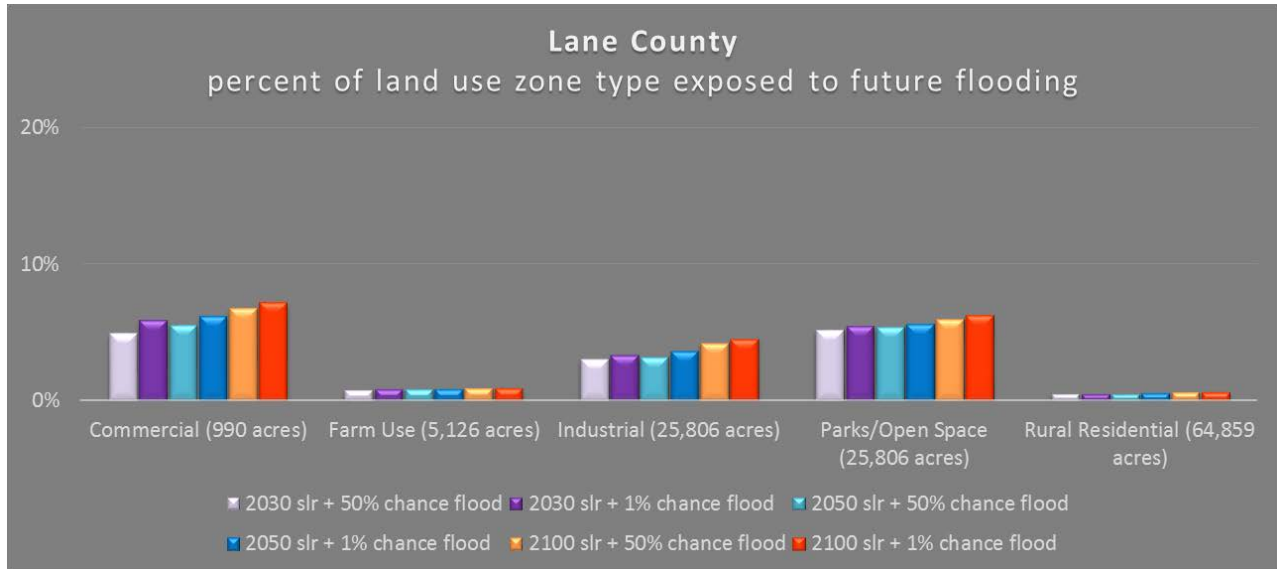 Lane County
percent of land use zone type exposed to future flooding
20%
10%
0%
Commercial (990 acres)
Farm Use (5,126 acres)
Industrial (25,806 acres)
Parks/Open Space
(25,806 acres)
Rural Residential (64,859
acres)
2030 slr + 50% chance flood
2030 slr + 1% chance flood
2050 slr + 50% chance flood
2050 slr + 1% chance flood
2100 slr + 50% chance flood
2100 slr + 1% chance flood